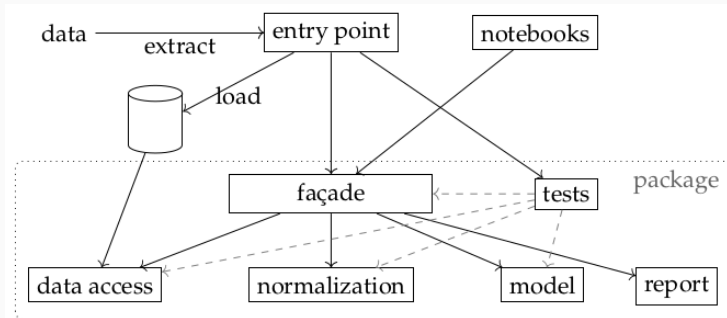 data
extract
entry point
notebooks
load
package
façade
tests
data access
normalization
model
report